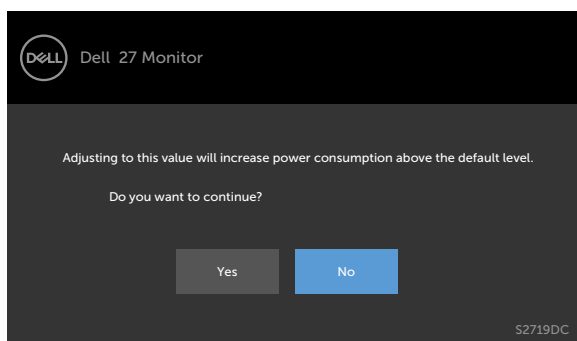 DELL Dell 27 Monitor
Adjusting to this value will increase power consumption above the default level.
Do you want to continue?
Yes No
S2719DC